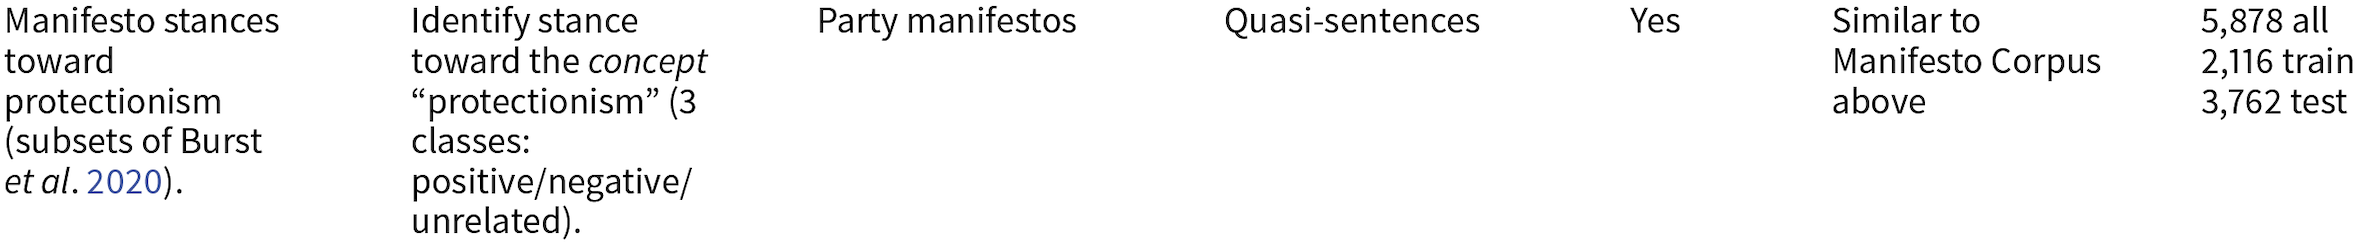 Manifesto stances
toward
protectionism
(subsets of Burst
et al. 2020).
Identify stance
toward the concept
“protectionism” (3
classes:
positive/negative/
unrelated).
Party manifestos
Quasi-sentences
Yes
Similar to
Manifesto Corpus
above
5,878 all
2,116 train
3,762 test